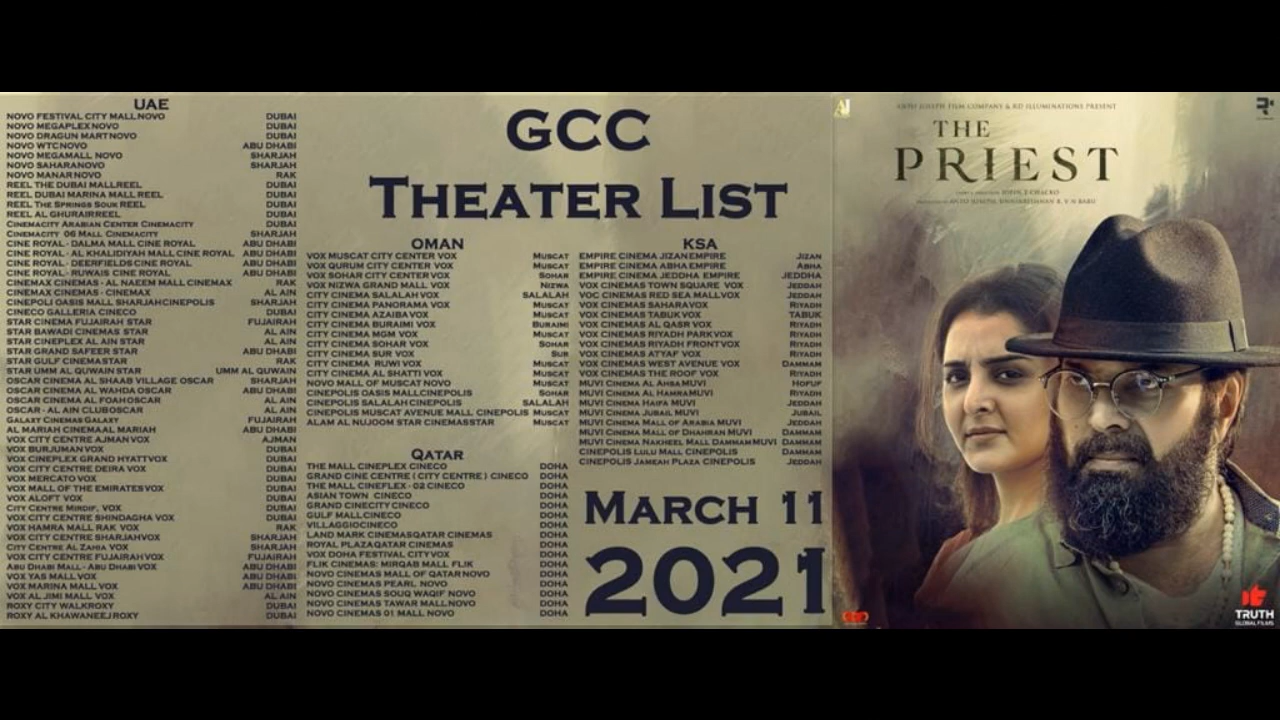 UAE
NOVO FESTIVAL CITY MALL NOVO DUBAI
NOVO MEGAPLEX NOVO DUBAI
NOVO DRAGUN MART NOVO DUBAI
NOVO WTC NOVO ABU DHABI
NOVO MEGAMALL NOVO SHARJAH
NOVO SAHARA NOVO SHARJAH
NOVO MANAR NOVO RAK
REEL THE DUBAI MALL REEL DUBAI
REEL DUBAI MARINA MALL REEL DUBAI
REEL The Springs Souk REEL DUBAI
REEL AL GHURAIR REEL DUBAI
Cinemacity Arabian Center Cinemacity DUBAI
Cinemacity 06 Mall Cinemacity SHARJAH
CINE ROYAL - DALMA MALL CINE ROYAL ABU DHABI
CINE ROYAL - AL KHALIDIYAH MALL CINE ROYAL ABU DHABI
CINE ROYAL - DEERFIELDS CINE ROYAL ABU DHABI
CINE ROYAL - RUWAIS CINE ROYAL ABU DHABI
CINEMAX CINEMAS - AL NAEEM MALL CINEMAX RAK
CINEMAX CINEMAS - CINEMAX AL AIN
CINEPOLI OASIS MALL SHARJAH CINEPOLIS SHARJAH
CINECO GALLERIA CINECO DUBAI
STAR CINEMA FUJAIRAH STAR FUJAIRAH
STAR BAWADI CINEMAS STAR AL AIN
STAR CINEPLEX AL AIN STAR AL AIN
STAR GRAND SAFEER STAR ABU DHABI
STAR GULF CINEMA STAR RAK
STAR UMM AL QUWAIN STAR UMM AL QUWAIN
OSCAR CINEMA AL SHAAB VILLAGE OSCAR SHARJAH
OSCAR CINEMA AL WAHDA OSCAR ABU DHABI
OSCAR CINEMA AL FOAH OSCAR AL AIN
OSCAR - AL AIN CLUB OSCAR AL AIN
Galaxy Cinemas Galaxy FUJAIRAH
AL MARIAH CINEMA AL MARIAH ABU DHABI
VOX CITY CENTRE AJMAN VOX AJMAN
VOX BURJUMAN VOX DUBAI
VOX CINEPLEX GRAND HYATT VOX DUBAI
VOX CITY CENTRE DEIRA VOX DUBAI
VOX MERCATO VOX DUBAI
VOX MALL OF THE EMIRATES VOX DUBAI
VOX ALOFT VOX DUBAI
City Centre Mirdif, VOX DUBAI
VOX CITY CENTRE SHINDAGHA VOX DUBAI
VOX HAMRA MALL RAK VOX RAK
VOX CITY CENTRE SHARJAH VOX SHARJAH
City Centre Al Zahia VOX SHARJAH
VOX CITY CENTRE FUJAIRAH VOX FUJAIRAH
Abu Dhabi Mall - Abu Dhabi VOX ABU DHABI
VOX YAS MALL VOX ABU DHABI
VOX MARINA MALL VOX ABU DHABI
VOX AL JIMI MALL VOX AL AIN
ROXY CITY WALK ROXY DUBAI
ROXY AL KHAWANEEJ ROXY DUBAI
GCC
THEATER LIST
OMAN
VOX MUSCAT CITY CENTER VOX Muscat
VOX QURUM CITY CENTER VOX Muscat
VOX SOHAR CITY CENTER VOX Sohar
VOX NIZWA GRAND MALL VOX Nizwa
CITY CINEMA SALALAH VOX SALALAH
CITY CINEMA PANORAMA VOX Muscat
CITY CINEMA AZAIBA VOX Muscat
CITY CINEMA BURAIMI VOX Buraimi
CITY CINEMA MGM VOX Muscat
CITY CINEMA SOHAR VOX Sohar
CITY CINEMA SUR VOX Sur
CITY CINEMA RUWI VOX Muscat
CITY CINEMA AL SHATTI VOX Muscat
NOVO MALL OF MUSCAT NOVO Muscat
CINEPOLIS OASIS MALL CINEPOLIS Sohar
CINEPOLIS SALALAH CINEPOLIS SALALAH
CINEPOLIS MUSCAT AVENUE MALL CINEPOLIS Muscat
ALAM AL NUJOOM STAR CINEMAS STAR Muscat
QATAR
THE MALL CINEPLEX CINECO DOHA
GRAND CINE CENTRE ( CITY CENTRE ) CINECO DOHA
THE MALL CINEFLEX - 02 CINECO DOHA
ASIAN TOWN CINECO DOHA
GRAND CINECITY CINECO DOHA
GULF MALL CINECO DOHA
VILLAGGIO CINECO DOHA
LAND MARK CINEMAS QATAR CINEMAS DOHA
ROYAL PLAZA QATAR CINEMAS DOHA
VOX DOHA FESTIVAL CITY VOX DOHA
FLIK CINEMAS: MIRQAB MALL FLIK DOHA
NOVO CINEMAS MALL OF QATAR NOVO DOHA
NOVO CINEMAS PEARL NOVO DOHA
NOVO CINEMAS SOUQ WAQIF NOVO DOHA
NOVO CINEMAS TAWAR MALL NOVO DOHA
NOVO CINEMAS 01 MALL NOVO DOHA
KSA
EMPIRE CINEMA JIZAN EMPIRE Jizan
EMPIRE CINEMA ABHA EMPIRE Abha
EMPIRE CINEMA JEDDHA EMPIRE JEDDHA
VOX CINEMAS TOWN SQUARE VOX Jeddah
VOC CINEMAS RED SEA MALL VOX Jeddah
VOX CINEMAS SAHARA VOX Riyadh
VOX CINEMAS TABUK VOX TABUK
VOX CINEMAS AL QASR VOX Riyadh
VOX CINEMAS RIYADH PARK VOX Riyadh
VOX CINEMAS RIYADH FRONT VOX Riyadh
VOX CINEMAS ATYAF VOX Riyadh
VOX CINEMAS WEST AVENUE VOX Dammam
VOX CINEMAS THE ROOF VOX Riyadh
MUVI Cinema Al Ahsa MUVI Hofuf
MUVI Cinema Al Hamra MUVI Riyadh
MUVI Cinema Haifa MUVI Jeddah
MUVI Cinema Jubail MUVI Jubail
MUVI Cinema Mall of Arabia MUVI Jeddah
MUVI Cinema Mall of Dhahran MUVI Dammam
MUVI Cinema Nakheel Mall Dammam MUVI Dammam
CINEPOLIS Lulu Mall CINEPOLIS Dammam
CINEPOLIS Jameah Plaza CINEPOLIS Jeddah
MARCH 11
2021
ANTO JOSEPH FILM COMPANY & RD ILLUMINATIONS PRESENT
THE
PRIEST
JOFIN T CHACKO
ANTO JOSEPH, B. V N BABU
TRUTH
GLOBAL FILMS